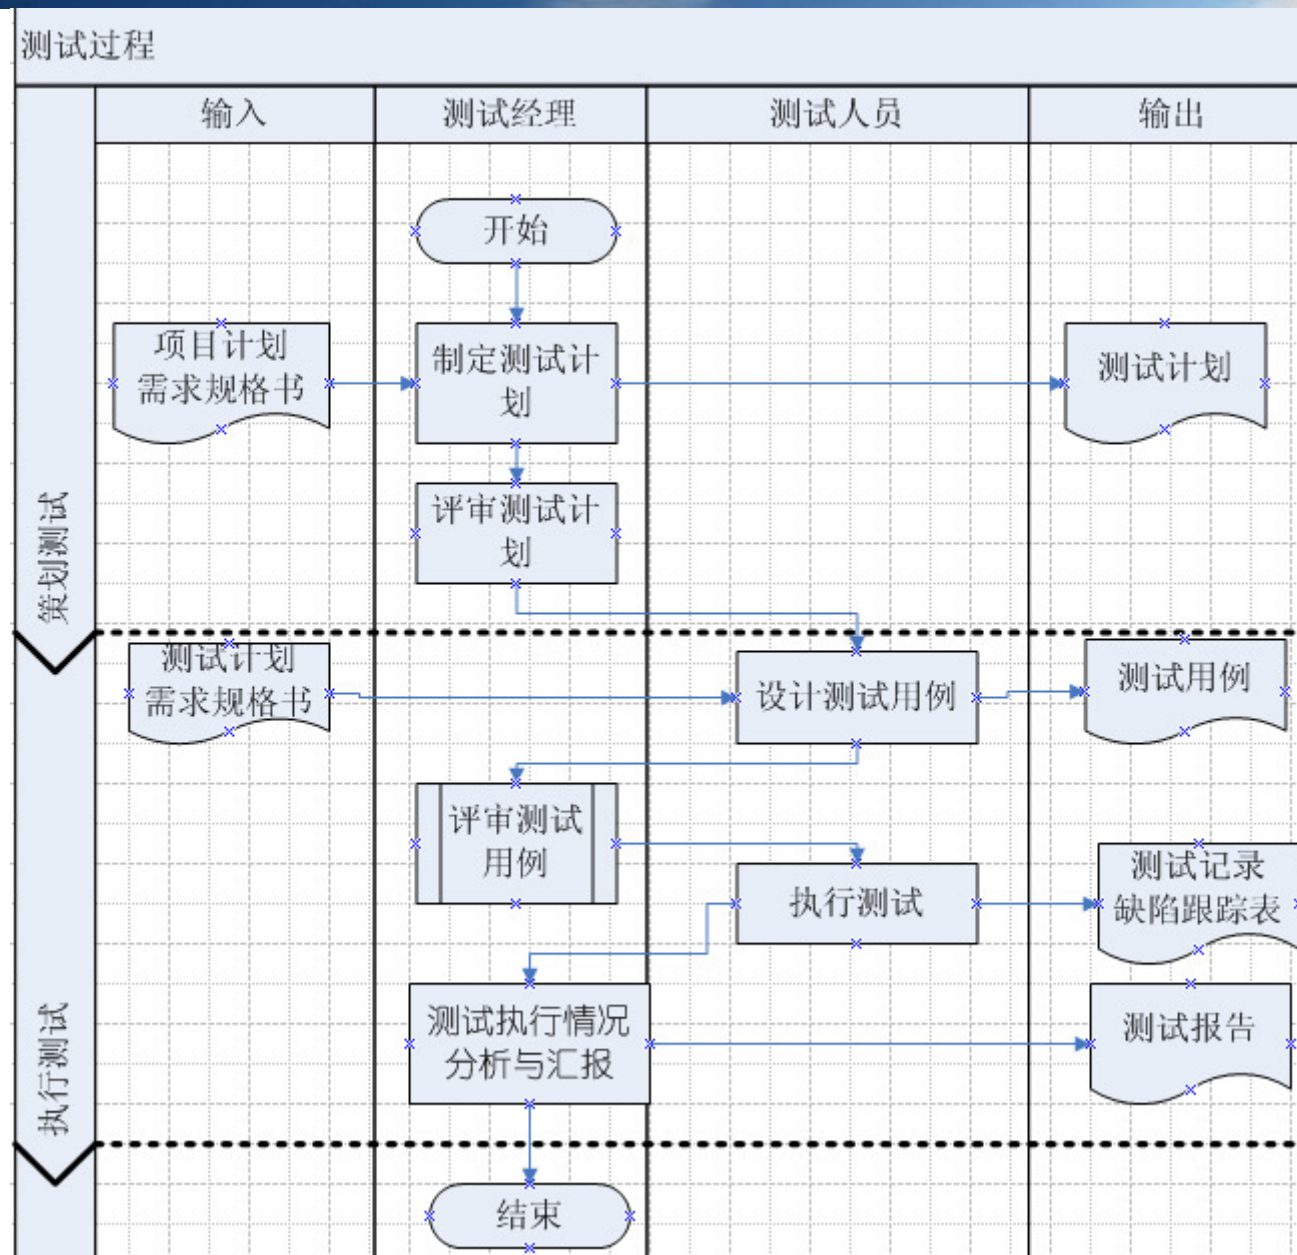 测试过程
输入
测试经理
测试人员
输出
策划测试
开始
项目计划
需求规格书
制定测试计
划
测试计划
评审测试计
划
执行测试
测试计划
需求规格书
设计测试用例
测试用例
评审测试
用例
执行测试
测试记录
缺陷跟踪表
测试执行情况
分析与汇报
测试报告
结束